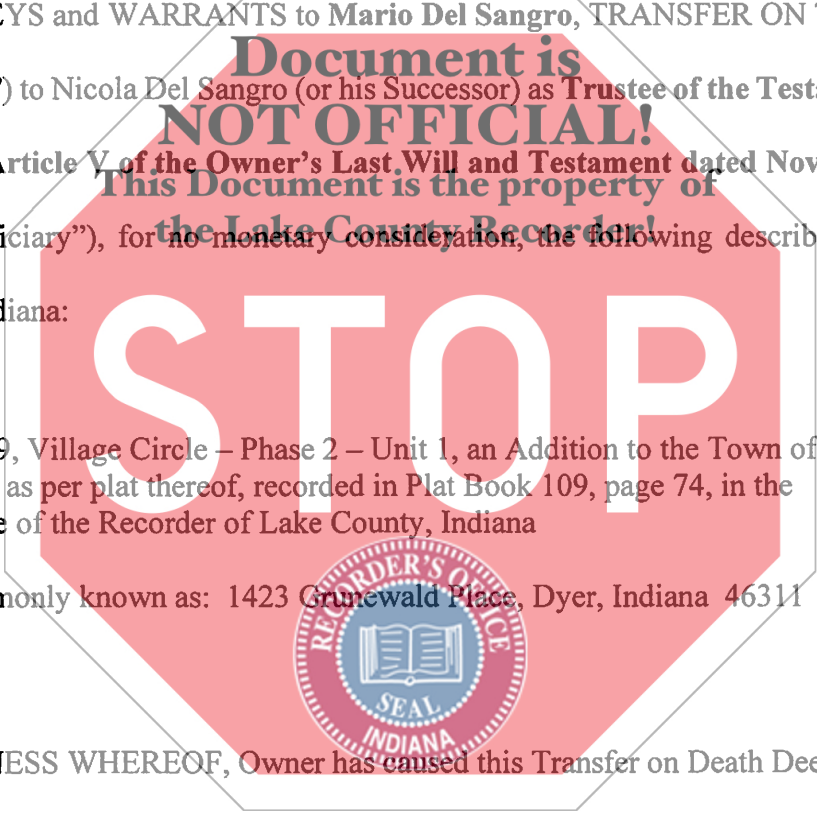 EYS and WARRANTS to Mario Del Sangro, TRANSFER ON
Document is
") to Nicola Del Sangro (or his Successor) as Trustee of the Testa
NOT OFFICIAL!
Article V of the Owner's Last Will and Testament dated Nov
This Document is the property of
the Lake County Recorder!
iciary"), for no monetary consideration, the following describ
diana:
STOP
9, Village Circle – Phase 2 – Unit 1, an Addition to the Town of
as per plat thereof, recorded in Plat Book 109, page 74, in the
e of the Recorder of Lake County, Indiana
monly known as: 1423 Grunewald Place, Dyer, Indiana 46311
RECORDER'S OFFICE
SEAL
INDIANA
NESS WHEREOF, Owner has caused this Transfer on Death Dee